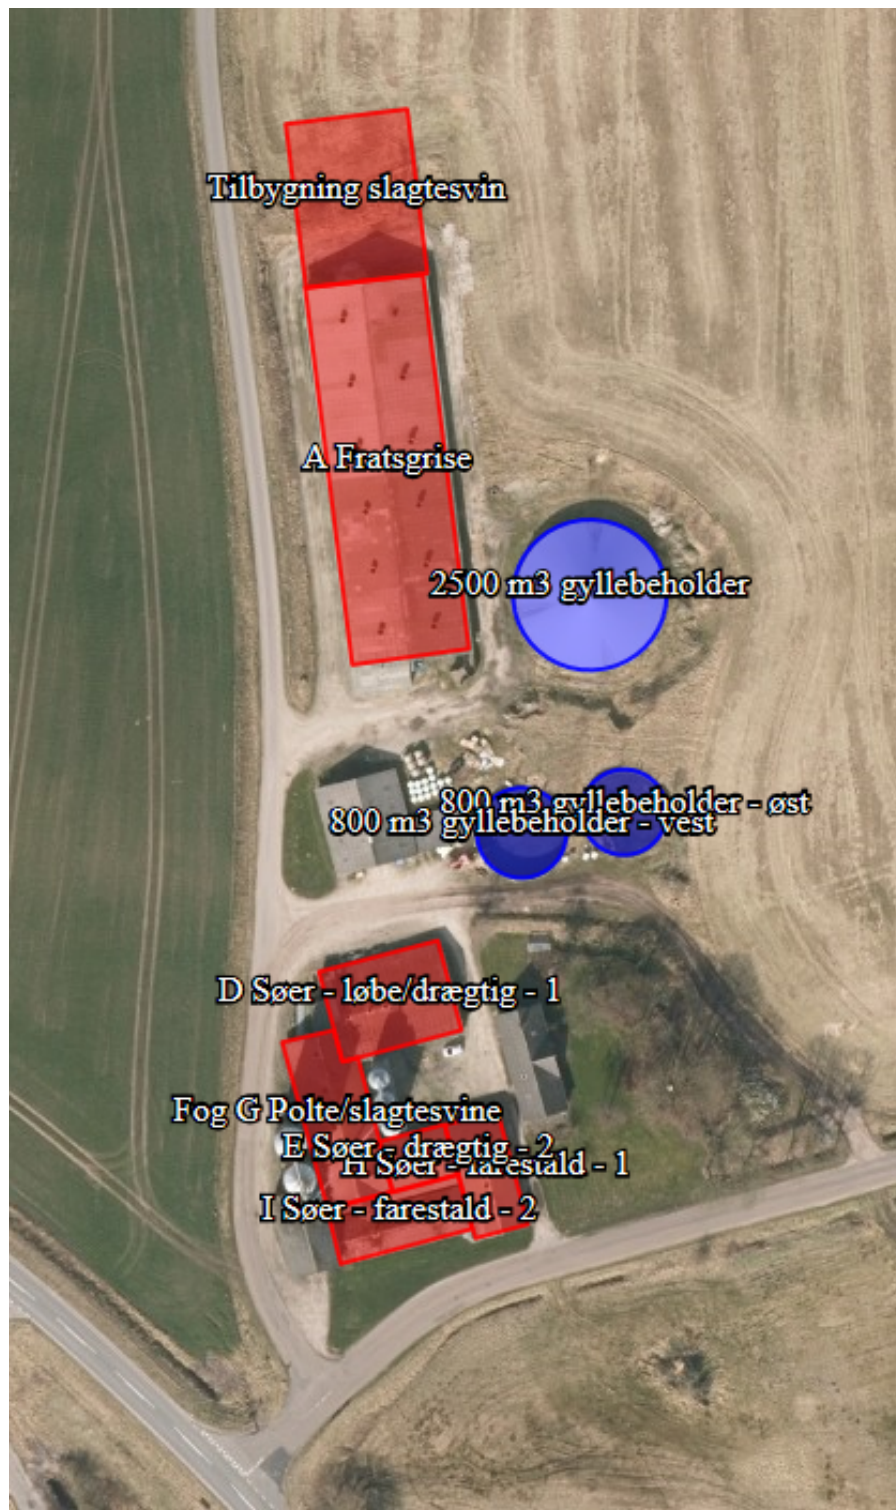 Tilbygning slagtesvin
A Fratsgrise
2500 m3 gyllebeholder
800 m3 gyllebeholder - øst
800 m3 gyllebeholder - vest
D Søer - løbe/drægtig - 1
Fog G Polte/slagtesvine
E Søer - drægtig - 2
H Søer - farestald - 1
I Søer - farestald - 2